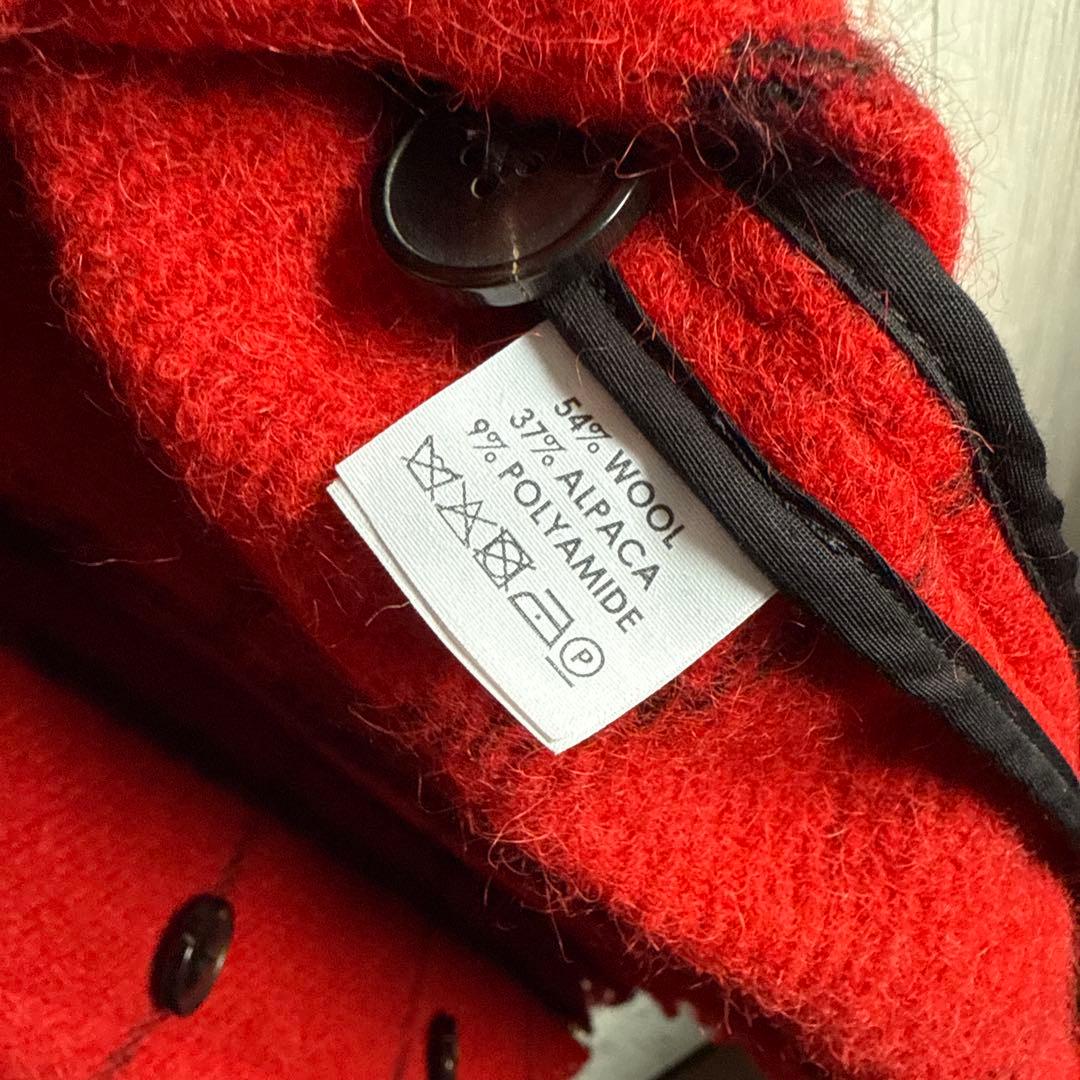 54% WOOL
37% ALPACA
9% POLYAMIDE
P